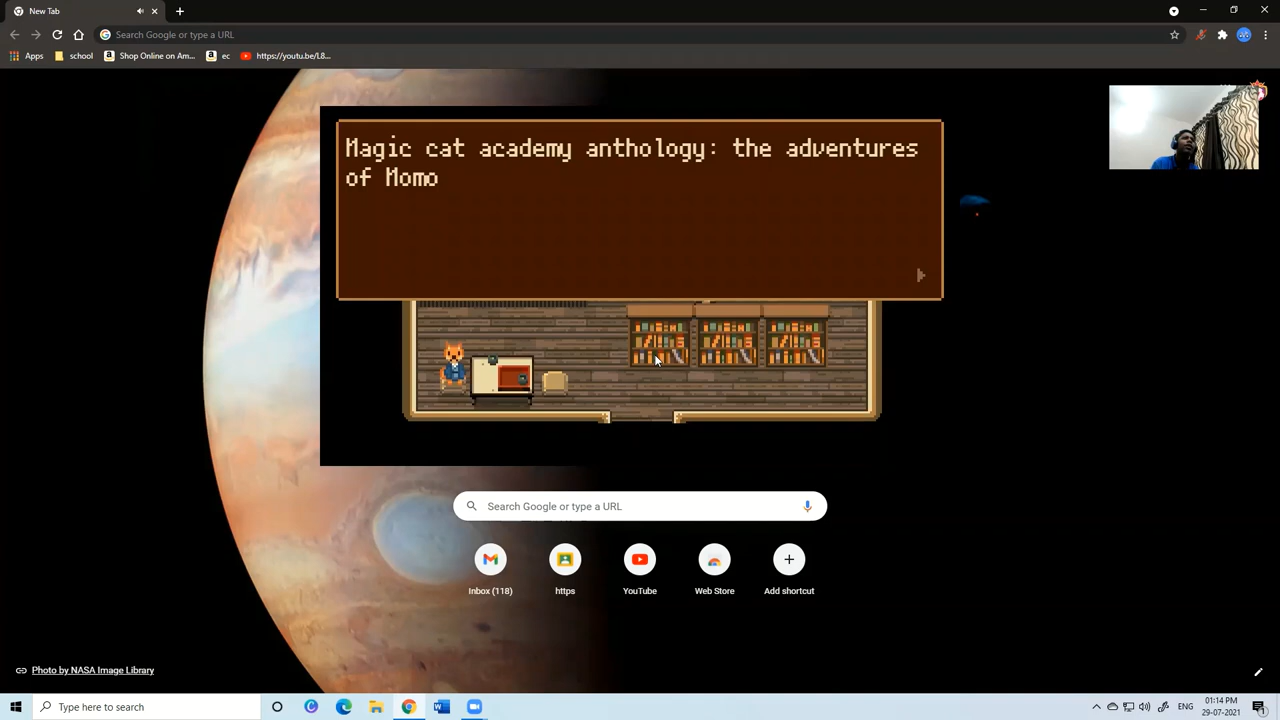 New Tab
Search Google or type a URL
Apps
school
Shop Online on Am...
ec
https://youtu.be/L8...
Magic cat academy anthology: the adventures
of Momo
Search Google or type a URL
Inbox (118)
https
YouTube
Web Store
Add shortcut
Photo by NASA Image Library
Type here to search
ENG
01:14 PM
29-07-2021
1